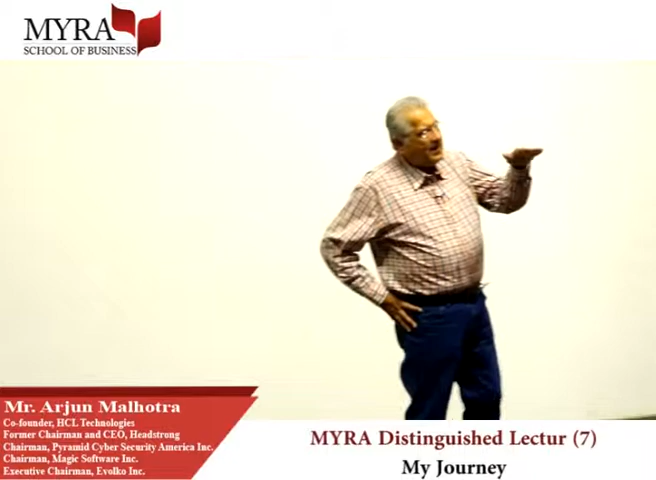 MYRA
SCHOOL OF BUSINESS
Mr. Arjun Malhotra
Co-founder, HCL Technologies
Former Chairman and CEO, Headstrong
Chairman, Pyramid Cyber Security America Inc.
Chairman, Magic Software Inc.
Executive Chairman, Evolko Inc.
MYRA Distinguished Lectur (7)
My Journey